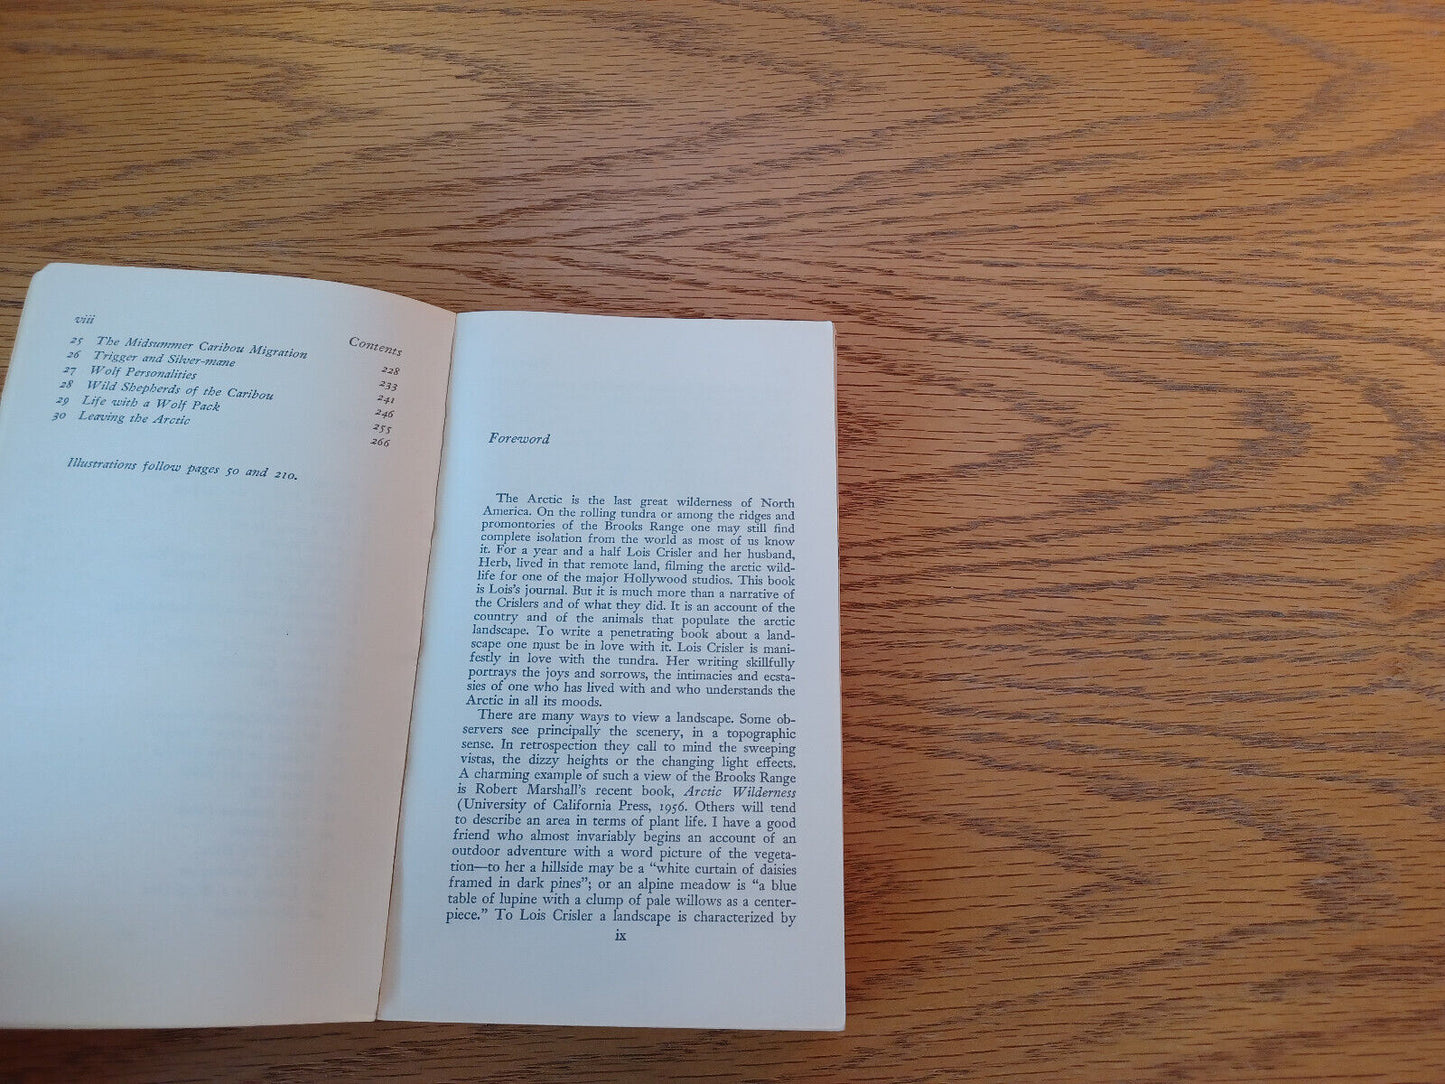 viii
Contents
25 The Midsummer Caribou Migration 228
26 Trigger and Silver-mane 233
27 Wolf Personalities 241
28 Wild Shepherds of the Caribou 246
29 Life with a Wolf Pack 255
30 Leaving the Arctic 266
Illustrations follow pages 50 and 210.
Foreword
The Arctic is the last great wilderness of North
America. On the rolling tundra or among the ridges and
promontories of the Brooks Range one may still find
complete isolation from the world as most of us know
it. For a year and a half Lois Crisler and her husband,
Herb, lived in that remote land, filming the arctic wild-
life for one of the major Hollywood studios. This book
is Lois's journal. But it is much more than a narrative of
the Crislers and of what they did. It is an account of the
country and of the animals that populate the arctic
landscape. To write a penetrating book about a land-
scape one must be in love with it. Lois Crisler is mani-
festly in love with the tundra. Her writing skillfully
portrays the joys and sorrows, the intimacies and ecsta-
sies of one who has lived with and who understands the
Arctic in all its moods.
There are many ways to view a landscape. Some ob-
servers see principally the scenery, in a topographic
sense. In retrospection they call to mind the sweeping
vistas, the dizzy heights or the changing light effects.
A charming example of such a view of the Brooks Range
is Robert Marshall's recent book, Arctic Wilderness
(University of California Press, 1956. Others will tend
to describe an area in terms of plant life. I have a good
friend who almost invariably begins an account of an
outdoor adventure with a word picture of the vegeta-
tion—to her a hillside may be a "white curtain of daisies
framed in dark pines"; or an alpine meadow is "a blue
table of lupine with a clump of pale willows as a center-
piece." To Lois Crisler a landscape is characterized by
ix